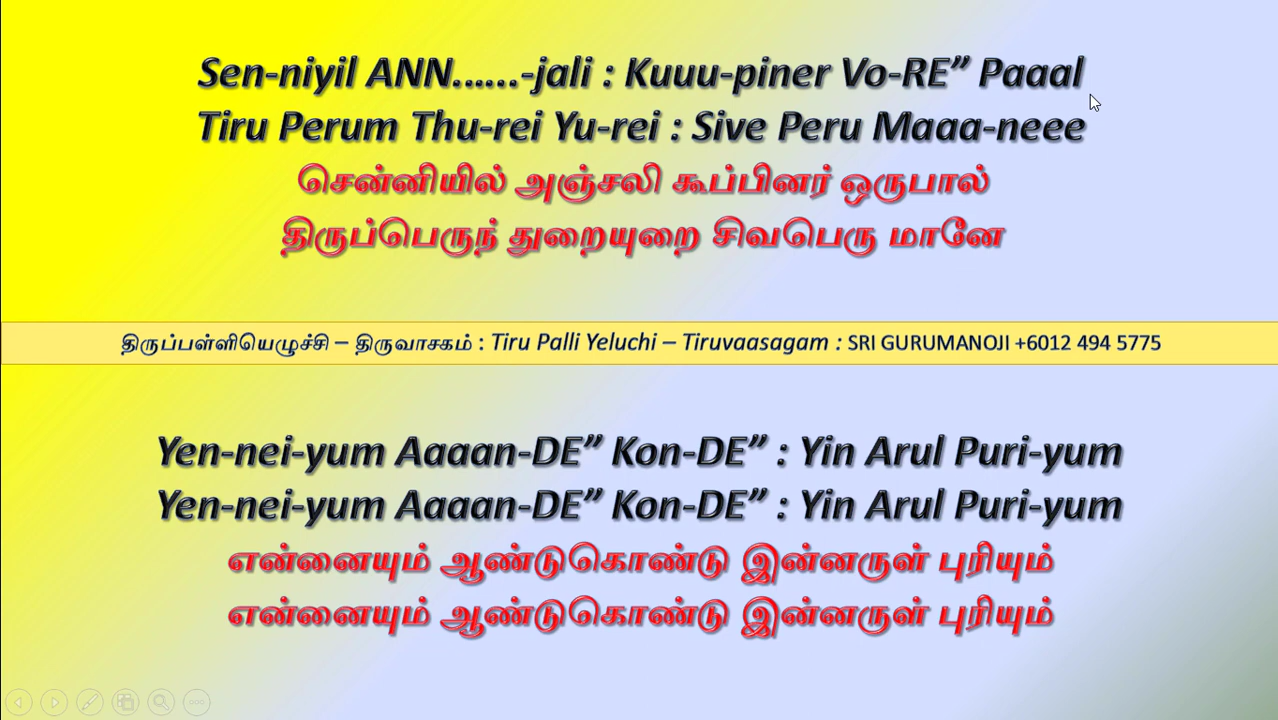 Sen-niyil ANN......-jali : Kuuu-piner Vo-RE” Paaal
Tiru Perum Thu-rei Yu-rei : Sive Peru Maaa-neee
சென்னியில் அஞ்சலி கூப்பினர் ஒருபால்
திருப்பெருந் துறையுறை சிவபெரு மானே
திருப்பள்ளியெழுச்சி – திருவாசகம் : Tiru Palli Yeluchi – Tiruvaasagam : SRI GURUMANOJI +6012 494 5775
Yen-nei-yum Aaaan-DE” Kon-DE” : Yin Arul Puri-yum
Yen-nei-yum Aaaan-DE” Kon-DE” : Yin Arul Puri-yum
என்னையும் ஆண்டுகொண்டு இன்னருள் புரியும்
என்னையும் ஆண்டுகொண்டு இன்னருள் புரியும்